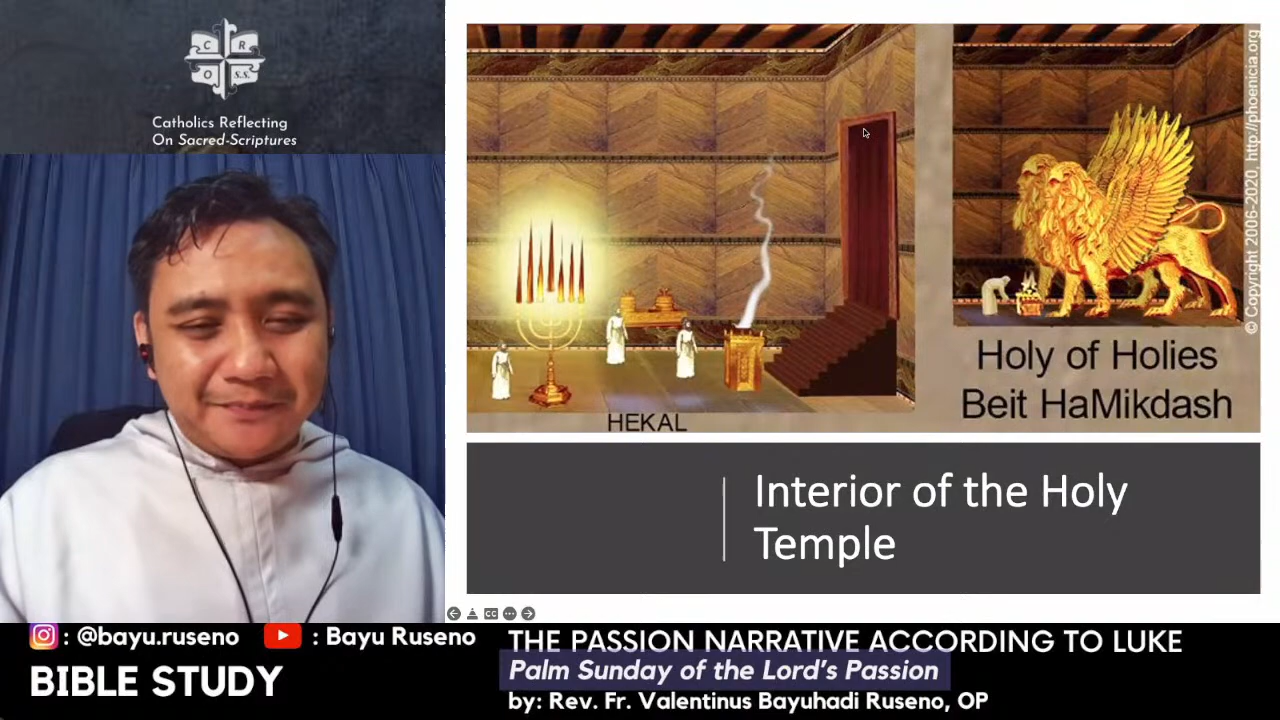 C R
O S.S.
Catholics Reflecting
On Sacred-Scriptures
HEKAL
Holy of Holies
Beit HaMikdash
© Copyright 2006-2020, http://phoenicia.org
Interior of the Holy
Temple
CC
: @bayu.ruseno : Bayu Ruseno
BIBLE STUDY
THE PASSION NARRATIVE ACCORDING TO LUKE
Palm Sunday of the Lord's Passion
by: Rev. Fr. Valentinus Bayuhadi Ruseno, OP